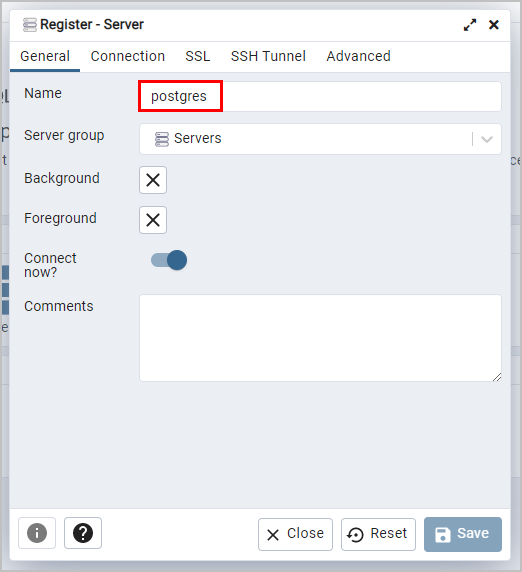 Register - Server
General Connection SSL SSH Tunnel Advanced
Name postgres
Server group Servers
Background
Foreground
Connect
now?
Comments
Close Reset Save